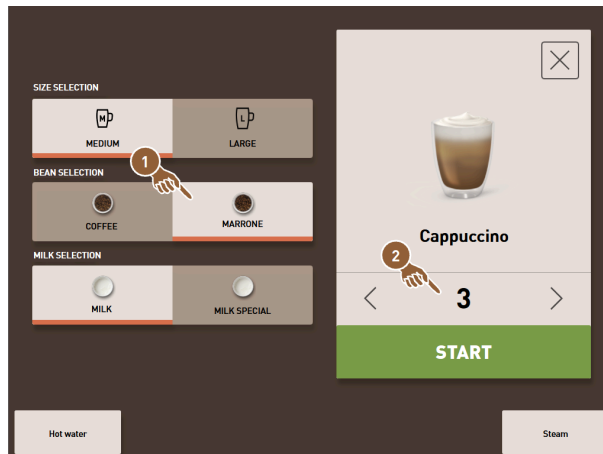 SIZE SELECTION
M
MEDIUM
L
LARGE
1
BEAN SELECTION
COFFEE
MARRONE
MILK SELECTION
MILK
MILK SPECIAL
Cappuccino
2
3
START
Hot water
Steam